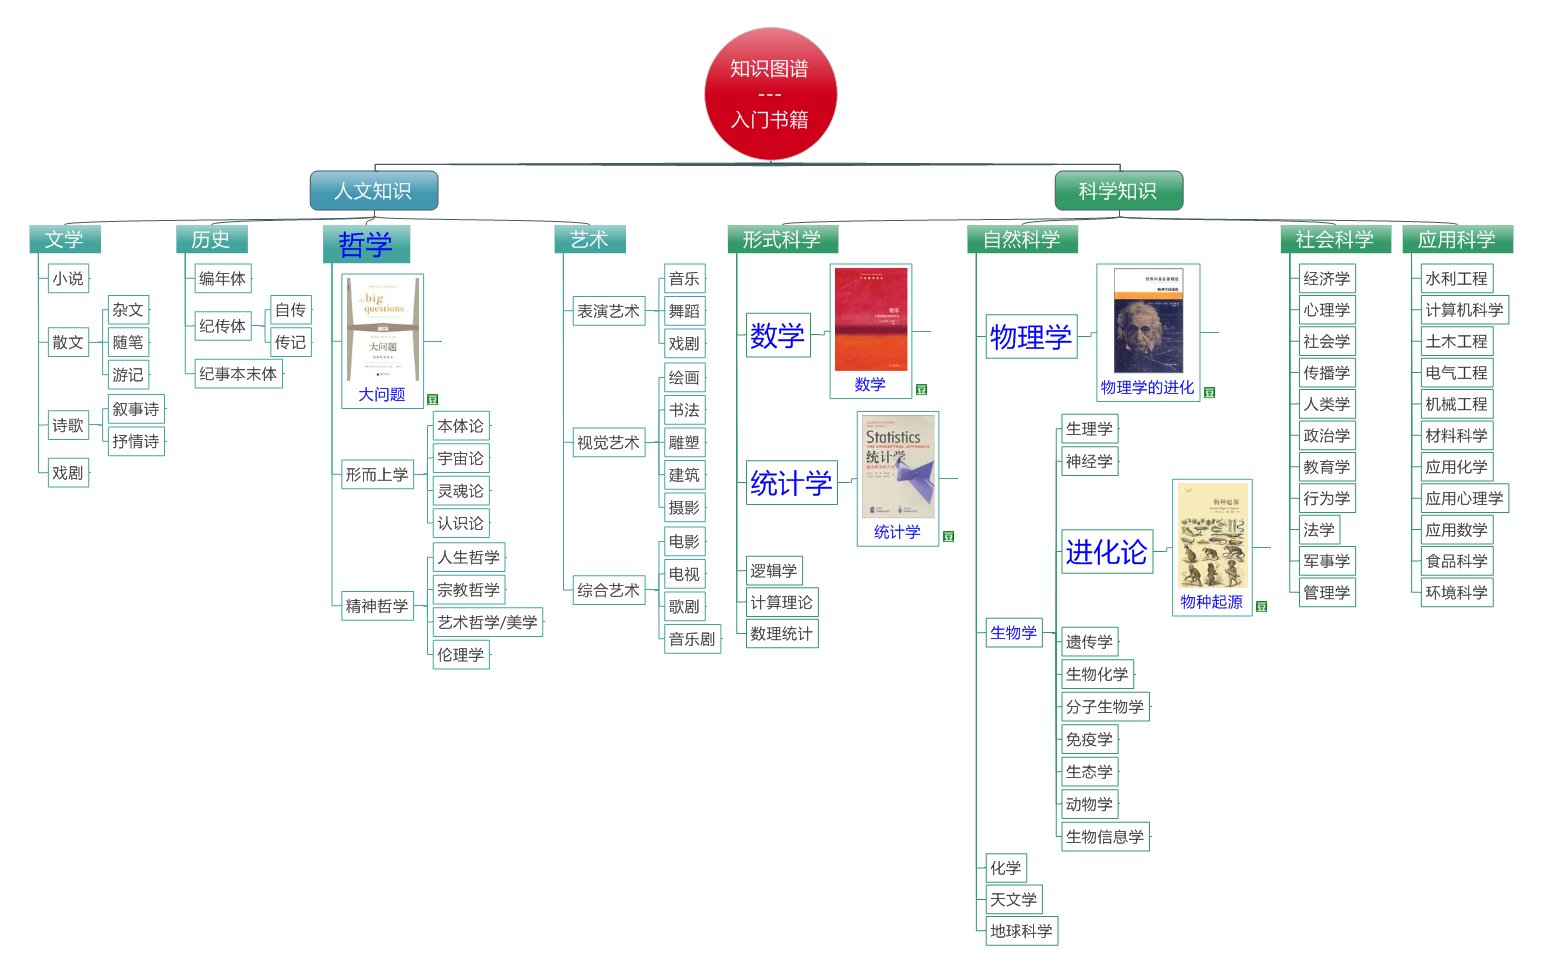 知识图谱
---
入门书籍
人文知识
科学知识
文学
历史
哲学
艺术
形式科学
自然科学
社会科学
应用科学
小说
散文
杂文
随笔
游记
诗歌
叙事诗
抒情诗
戏剧
编年体
纪传体
自传
传记
纪事本末体
the big
questions
大问题
大问题
豆
形而上学
本体论
宇宙论
灵魂论
认识论
精神哲学
人生哲学
宗教哲学
艺术哲学/美学
伦理学
表演艺术
音乐
舞蹈
戏剧
视觉艺术
绘画
书法
雕塑
建筑
摄影
综合艺术
电影
电视
歌剧
音乐剧
数学
数学
Mathematics
数学
豆
统计学
Statistics
THE CONCEPTUAL APPROACH
统计学
统计学
豆
逻辑学
计算理论
数理统计
物理学
物理学的进化
豆
生物学
生理学
神经学
进化论
物种起源
物种起源
豆
遗传学
生物化学
分子生物学
免疫学
生态学
动物学
生物信息学
化学
天文学
地球科学
经济学
心理学
社会学
传播学
人类学
政治学
教育学
行为学
法学
军事学
管理学
水利工程
计算机科学
土木工程
电气工程
机械工程
材料科学
应用化学
应用心理学
应用数学
食品科学
环境科学